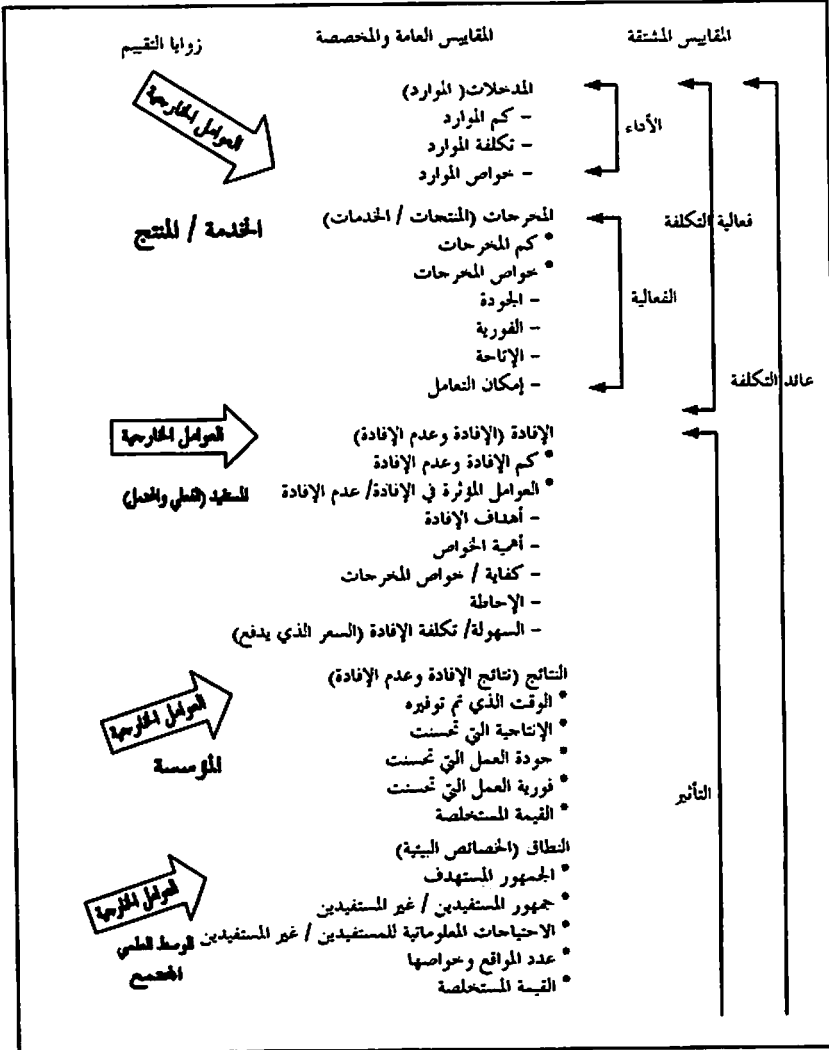 المقاييس المشتقة
المقاييس العامة والمخصصة
زوايا التقييم
المدخلات (الموارد)
– كم الموارد
– تكلفة الموارد
– خواص الموارد
الأداء
العوامل الخارجية
المخرجات (المنتجات / الخدمات)
* كم المخرجات
* خواص المخرجات
– الجودة
– الفورية
– الإتاحة
– إمكان التعامل
الفعالية
فعالية التكلفة
عائد التكلفة
الخدمة / المنتج
الإفادة (الإفادة وعدم الإفادة)
* كم الإفادة وعدم الإفادة
* العوامل المؤثرة في الإفادة/ عدم الإفادة
– أهداف الإفادة
– أهمية الخواص
– كفاية / خواص المخرجات
– الإحاطة
– السهولة/ تكلفة الإفادة (السعر الذي يدفع)
العوامل الخارجية
المستفيد (الفعلي والمحتمل)
النتائج (نتائج الإفادة وعدم الإفادة)
* الوقت الذي تم توفيره
* الإنتاجية التي تحسنت
* جودة العمل التي تحسنت
* فورية العمل التي تحسنت
* القيمة المستخلصة
التأثير
العوامل الخارجية
المؤسسة
النطاق (الخصائص البيئية)
* الجمهور المستهدف
* جمهور المستفيدين / غير المستفيدين
* الاحتياجات المعلوماتية للمستفيدين / غير المستفيدين
* عدد المواقع وخواصها
* القيمة المستخلصة
العوامل الخارجية
الوسط العلمي
المجتمع